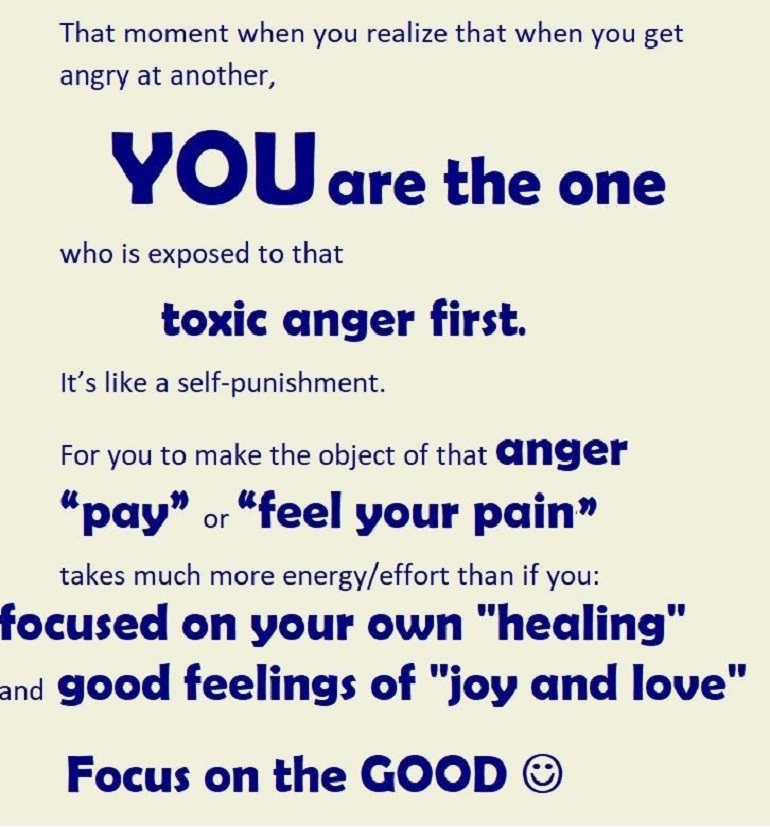 That moment when you realize that when you get
angry at another,
YOU are the one
who is exposed to that
toxic anger first.
It’s like a self-punishment.
For you to make the object of that anger
“pay” or “feel your pain”
takes much more energy/effort than if you:
focused on your own "healing"
and good feelings of "joy and love"
Focus on the GOOD ☺